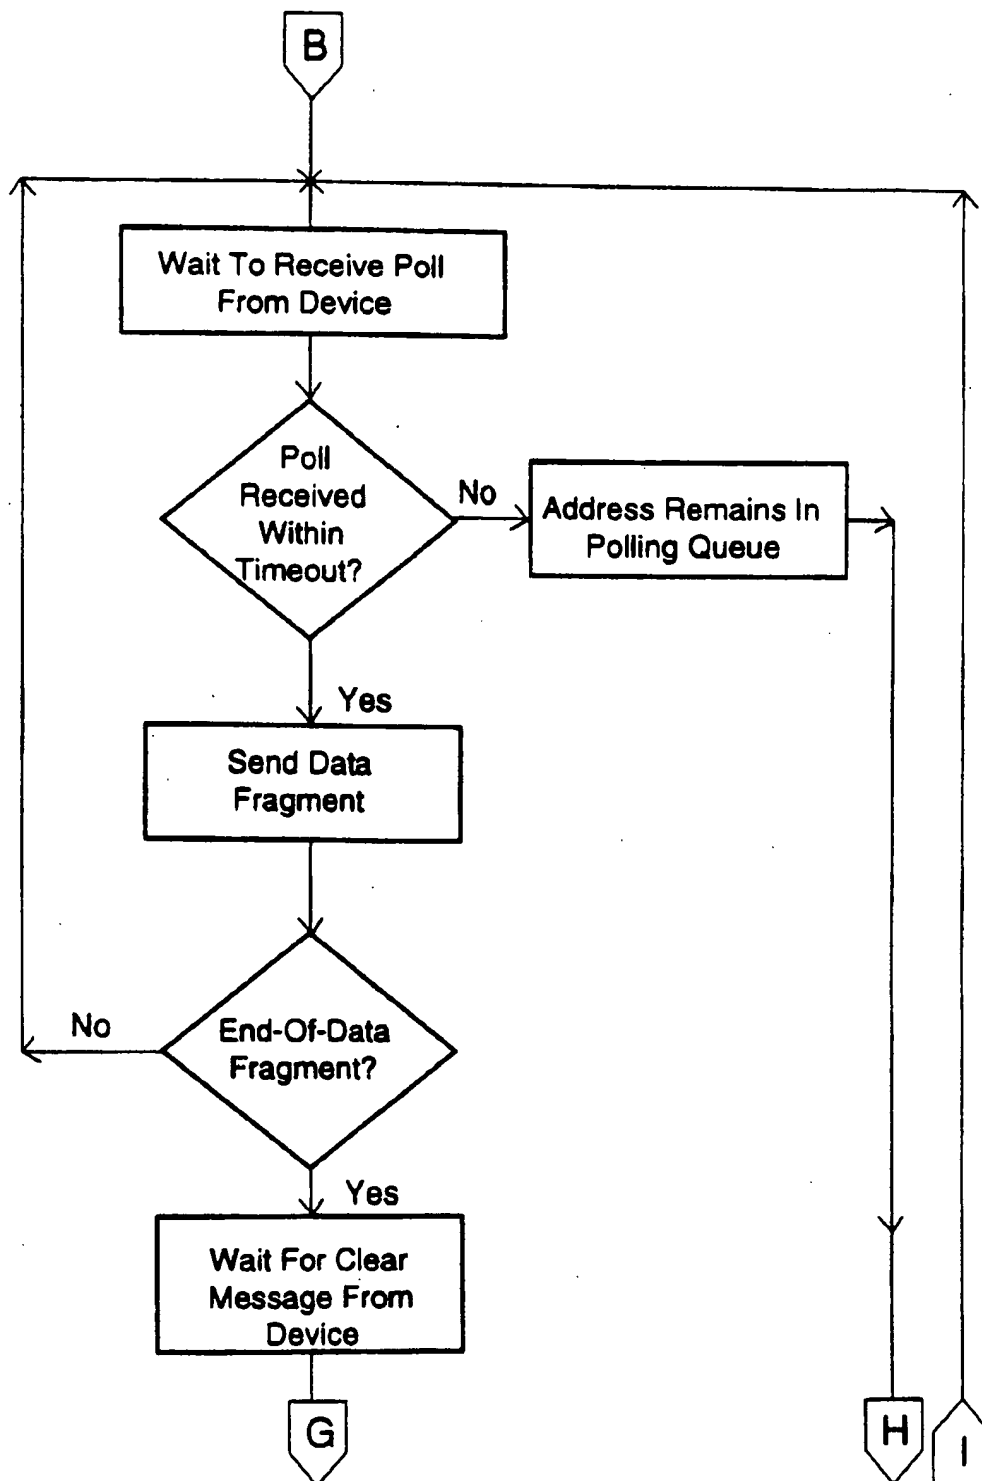 B
Wait To Receive Poll
From Device
Poll
Received
Within
Timeout?
No
Address Remains In
Polling Queue
Yes
Send Data
Fragment
No
End-Of-Data
Fragment?
Yes
Wait For Clear
Message From
Device
G
H
I